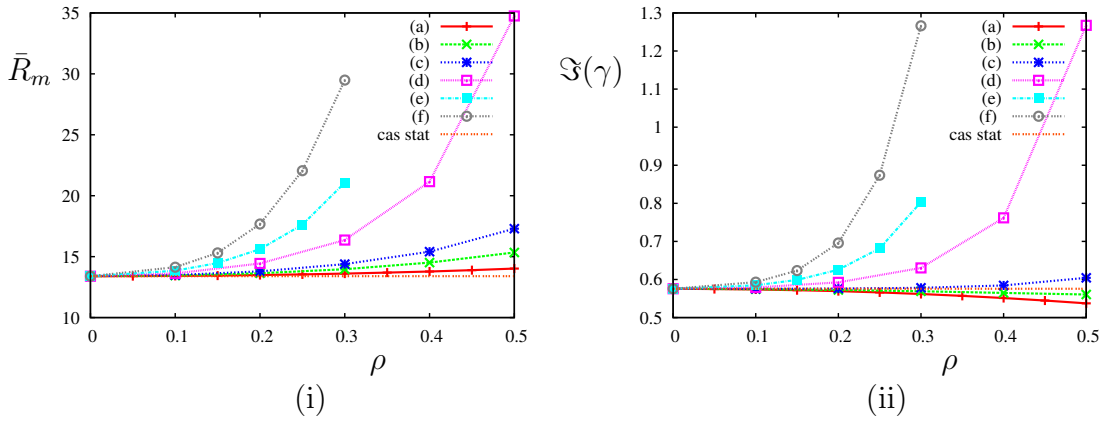 R̄ₘ
40
35
30
25
20
15
10
0
0.1
0.2
0.3
0.4
0.5
ρ
(a)
(b)
(c)
(d)
(e)
(f)
cas stat
(i)
ℑ(γ)
1.3
1.2
1.1
1
0.9
0.8
0.7
0.6
0.5
0
0.1
0.2
0.3
0.4
0.5
ρ
(a)
(b)
(c)
(d)
(e)
(f)
cas stat
(ii)